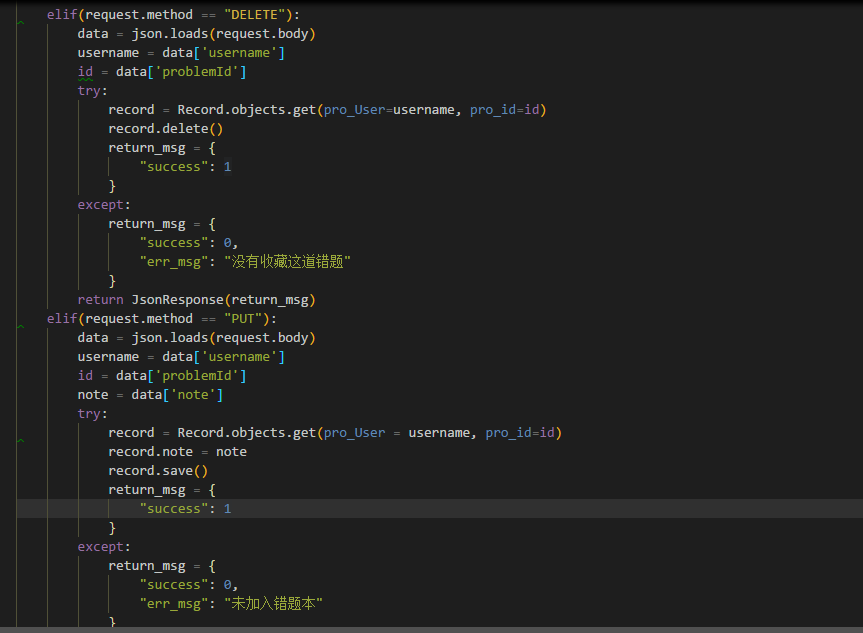 elif(request.method == "DELETE"):
    data = json.loads(request.body)
    username = data['username']
    id = data['problemId']
    try:
        record = Record.objects.get(pro_User=username, pro_id=id)
        record.delete()
        return_msg = {
            "success": 1
        }
    except:
        return_msg = {
            "success": 0,
            "err_msg": "没有收藏这道错题"
        }
    return JsonResponse(return_msg)
elif(request.method == "PUT"):
    data = json.loads(request.body)
    username = data['username']
    id = data['problemId']
    note = data['note']
    try:
        record = Record.objects.get(pro_User = username, pro_id=id)
        record.note = note
        record.save()
        return_msg = {
            "success": 1
        }
    except:
        return_msg = {
            "success": 0,
            "err_msg": "未加入错题本"
        }